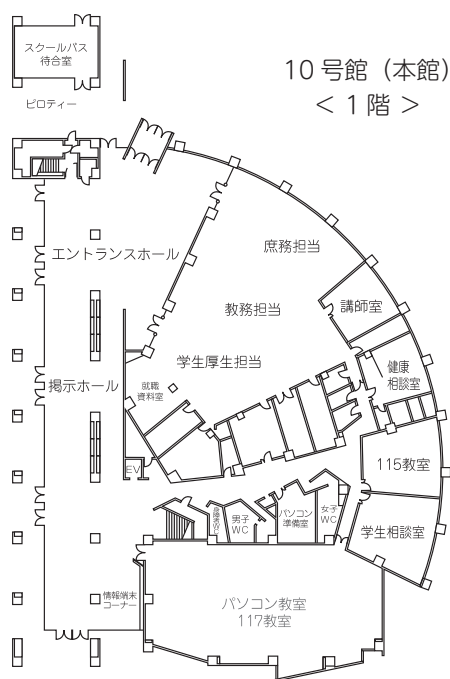 スクールバス
待合室
10号館（本館）
＜1階＞
ピロティー
エントランスホール
庶務担当
講師室
教務担当
学生厚生担当
掲示ホール
就職
資料室
健康
相談室
EV
115教室
身障者WC
男子
WC
パソコン
準備室
女子
WC
学生相談室
情報端末
コーナー
パソコン教室
117教室